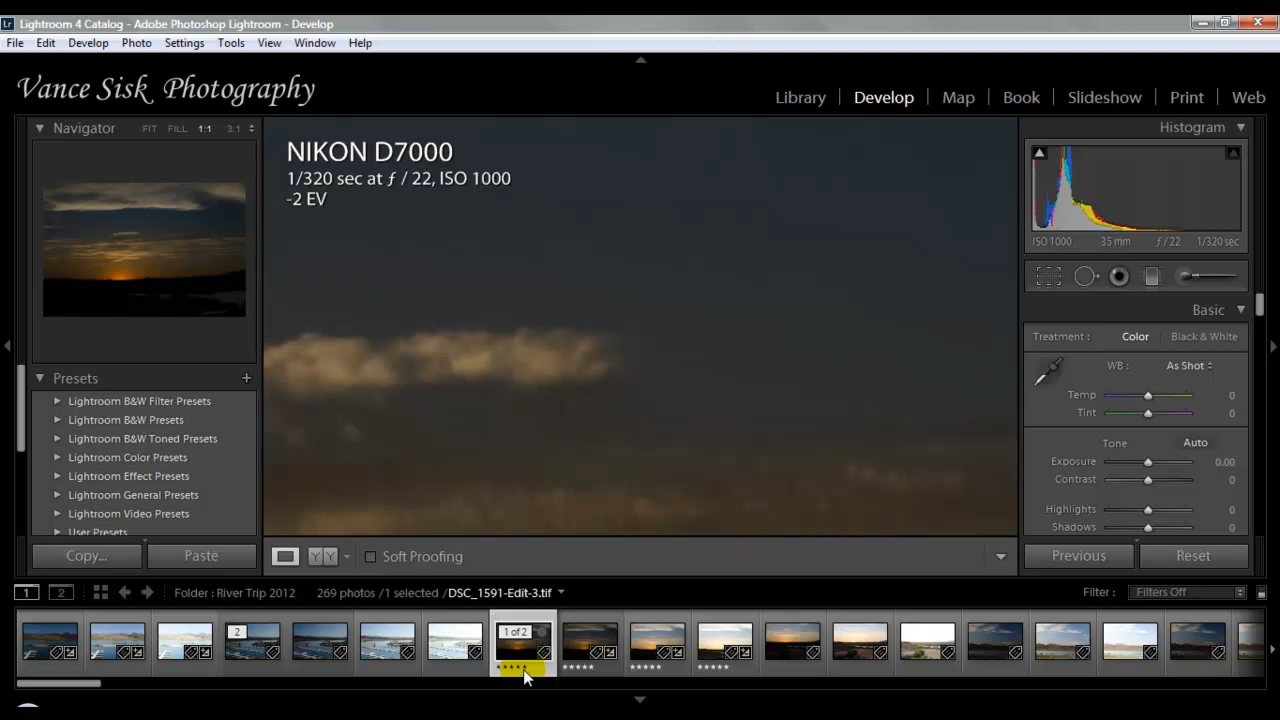 Lightroom 4 Catalog - Adobe Photoshop Lightroom - Develop
File Edit Develop Photo Settings Tools View Window Help
Vance Sisk Photography
Library Develop Map Book Slideshow Print Web
Navigator FIT FILL 1:1 3:1
NIKON D7000
1/320 sec at ƒ / 22, ISO 1000
-2 EV
Histogram
ISO 1000 35 mm ƒ/22 1/320 sec
Basic
Treatment : Color Black & White
WB : As Shot
Temp 0
Tint 0
Tone Auto
Exposure 0.00
Contrast 0
Highlights 0
Shadows 0
Presets +
Lightroom B&W Filter Presets
Lightroom B&W Presets
Lightroom B&W Toned Presets
Lightroom Color Presets
Lightroom Effect Presets
Lightroom General Presets
Lightroom Video Presets
User Presets
Copy... Paste
YY Soft Proofing
Previous Reset
1 2 Folder : River Trip 2012 269 photos /1 selected /DSC_1591-Edit-3.tif Filter : Filters Off
2
1 of 2